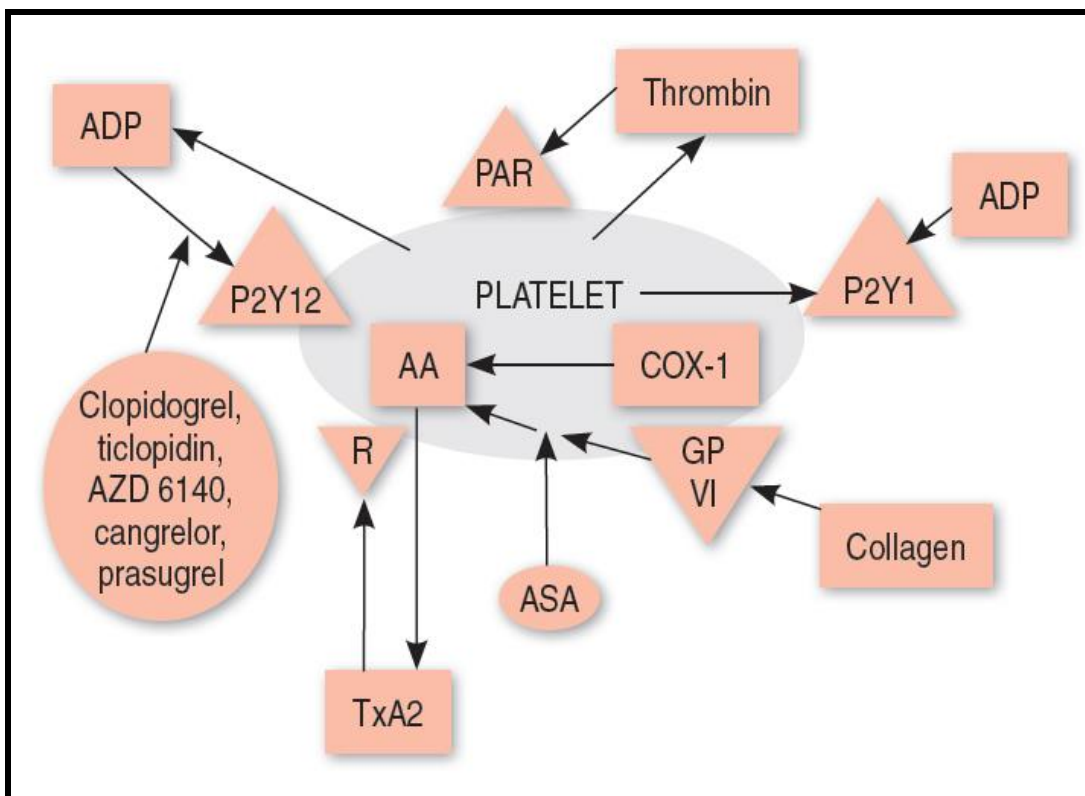 Thrombin
ADP
PAR
ADP
P2Y12
PLATELET
P2Y1
AA
COX-1
Clopidogrel,
ticlopidin,
AZD 6140,
cangrelor,
prasugrel
R
GP
VI
Collagen
ASA
TxA2